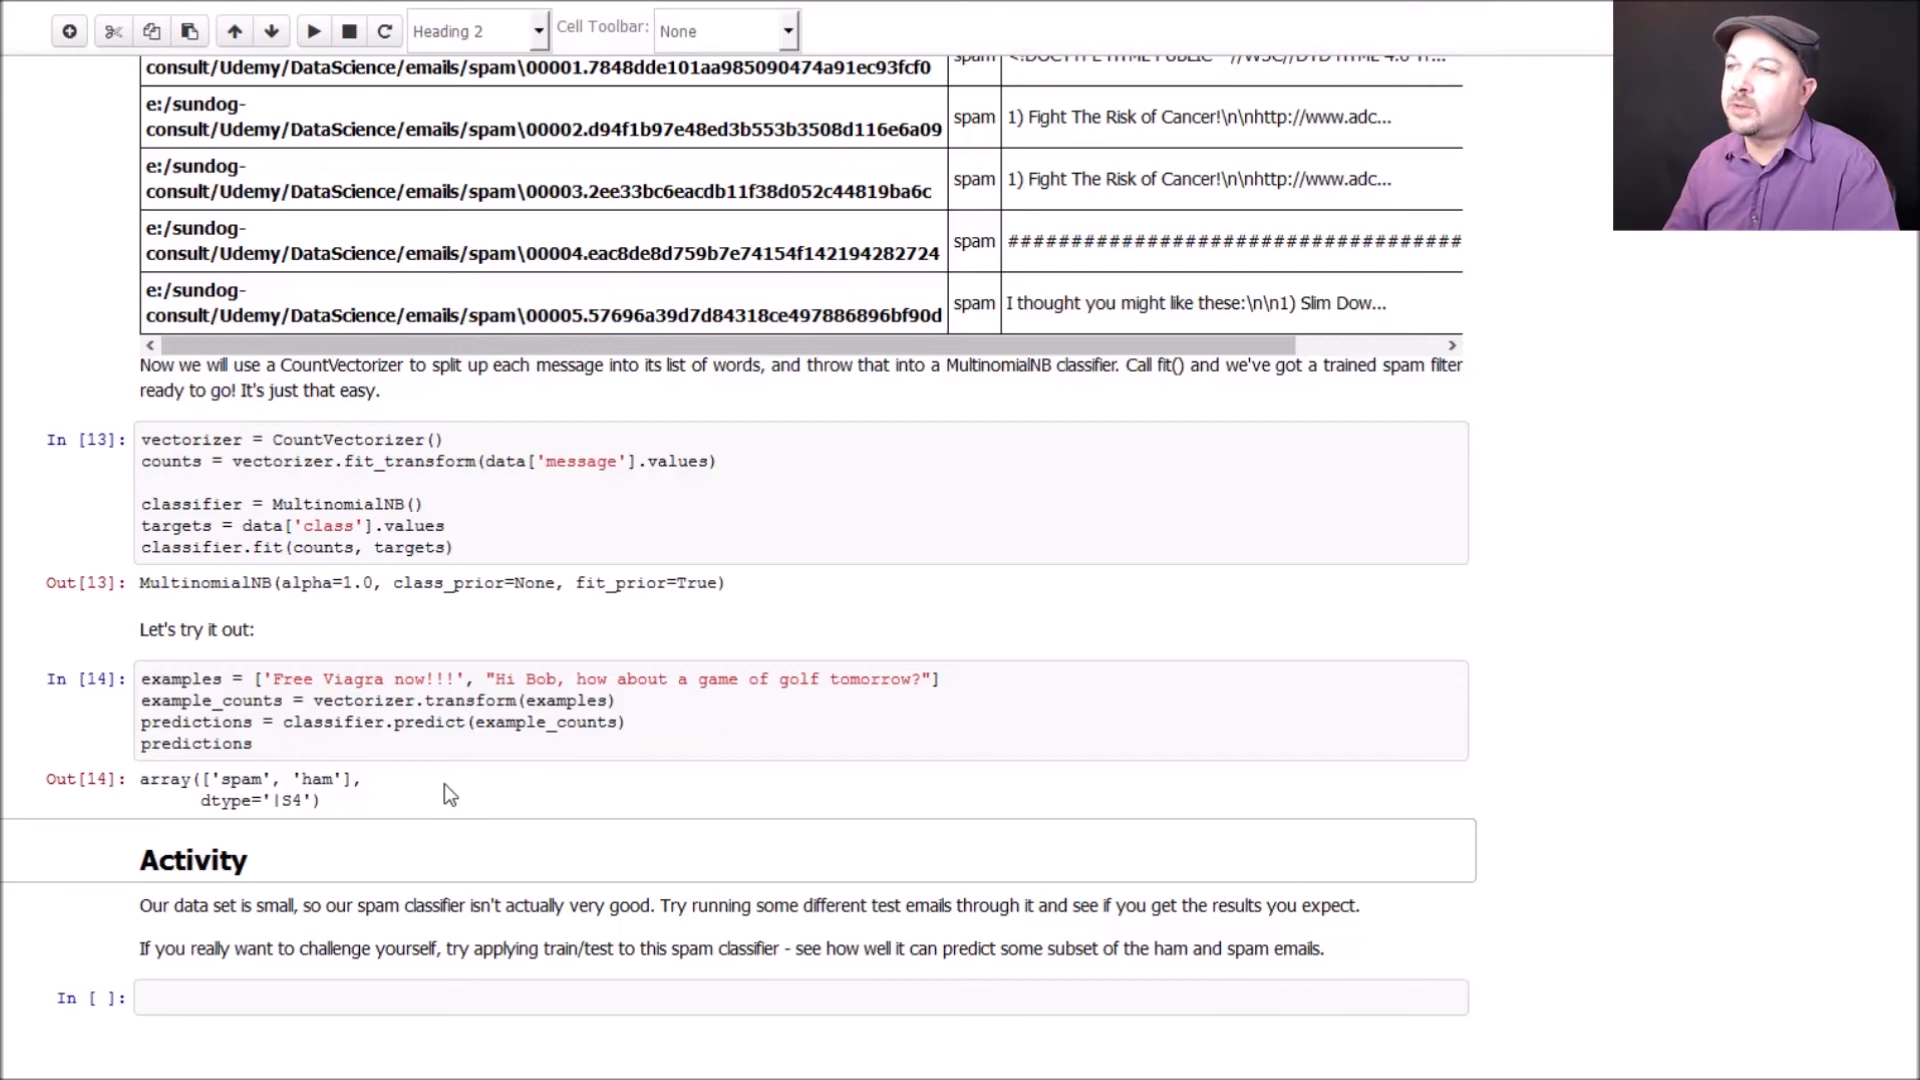 Heading 2
Cell Toolbar:
None
consult/Udemy/DataScience/emails/spam\00001.7848dde101aa985090474a91ec93fcf0
spam
e:/sundog-
consult/Udemy/DataScience/emails/spam\00002.d94f1b97e48ed3b553b3508d116e6a09
spam
1) Fight The Risk of Cancer!\n\nhttp://www.adc...
e:/sundog-
consult/Udemy/DataScience/emails/spam\00003.2ee33bc6eacdb11f38d052c44819ba6c
spam
1) Fight The Risk of Cancer!\n\nhttp://www.adc...
e:/sundog-
consult/Udemy/DataScience/emails/spam\00004.eac8de8d759b7e74154f142194282724
spam
####################################
e:/sundog-
consult/Udemy/DataScience/emails/spam\00005.57696a39d7d84318ce497886896bf90d
spam
I thought you might like these:\n\n1) Slim Dow...
Now we will use a CountVectorizer to split up each message into its list of words, and throw that into a MultinomialNB classifier. Call fit() and we've got a trained spam filter
ready to go! It's just that easy.
In [13]:
vectorizer = CountVectorizer()
counts = vectorizer.fit_transform(data['message'].values)
classifier = MultinomialNB()
targets = data['class'].values
classifier.fit(counts, targets)
Out[13]: MultinomialNB(alpha=1.0, class_prior=None, fit_prior=True)
Let's try it out:
In [14]:
examples = ['Free Viagra now!!!', "Hi Bob, how about a game of golf tomorrow?"]
example_counts = vectorizer.transform(examples)
predictions = classifier.predict(example_counts)
predictions
Out[14]: array(['spam', 'ham'],
dtype='|S4')
Activity
Our data set is small, so our spam classifier isn't actually very good. Try running some different test emails through it and see if you get the results you expect.
If you really want to challenge yourself, try applying train/test to this spam classifier - see how well it can predict some subset of the ham and spam emails.
In [ ]: